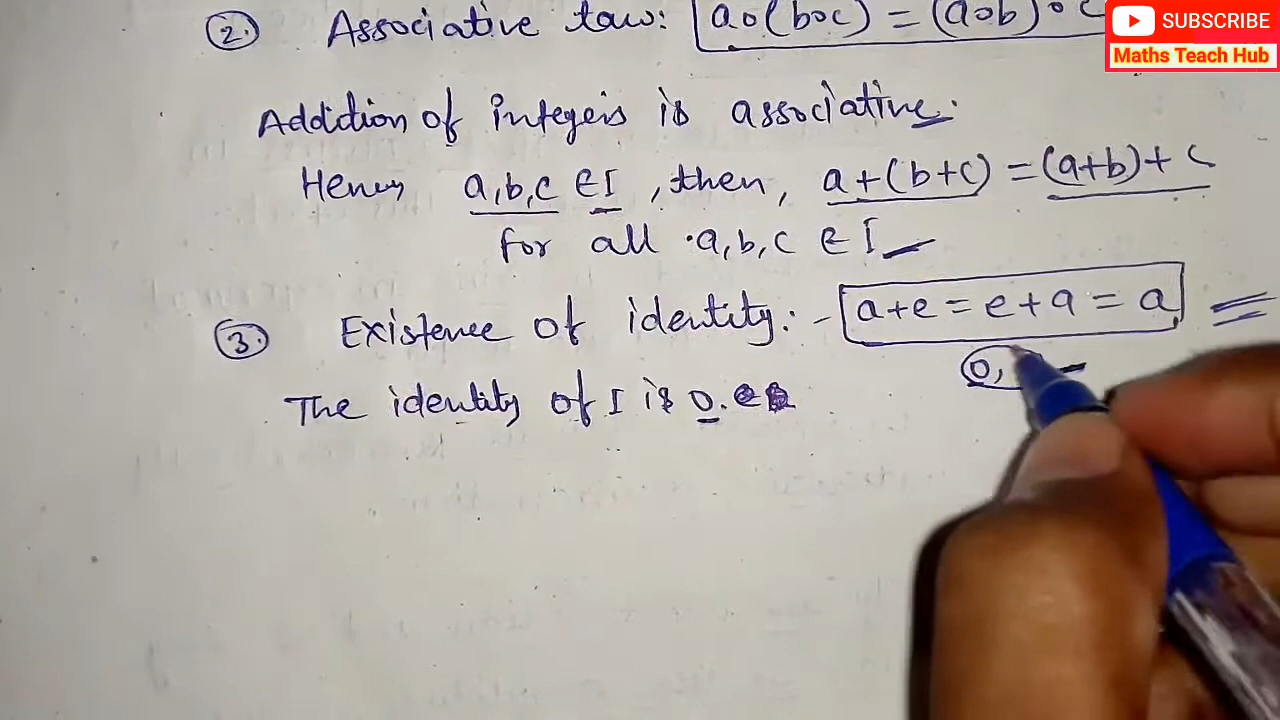 ② Associative Law: a∘(b∘c) = (a∘b)∘c
SUBSCRIBE
Maths Teach Hub
Addition of integers is associative.
Hence, a,b,c ∈ I, then, a+(b+c) = (a+b)+c
for all a,b,c ∈ I
③ Existence of identity:- a+e = e+a = a
0,
The identity of I is 0.